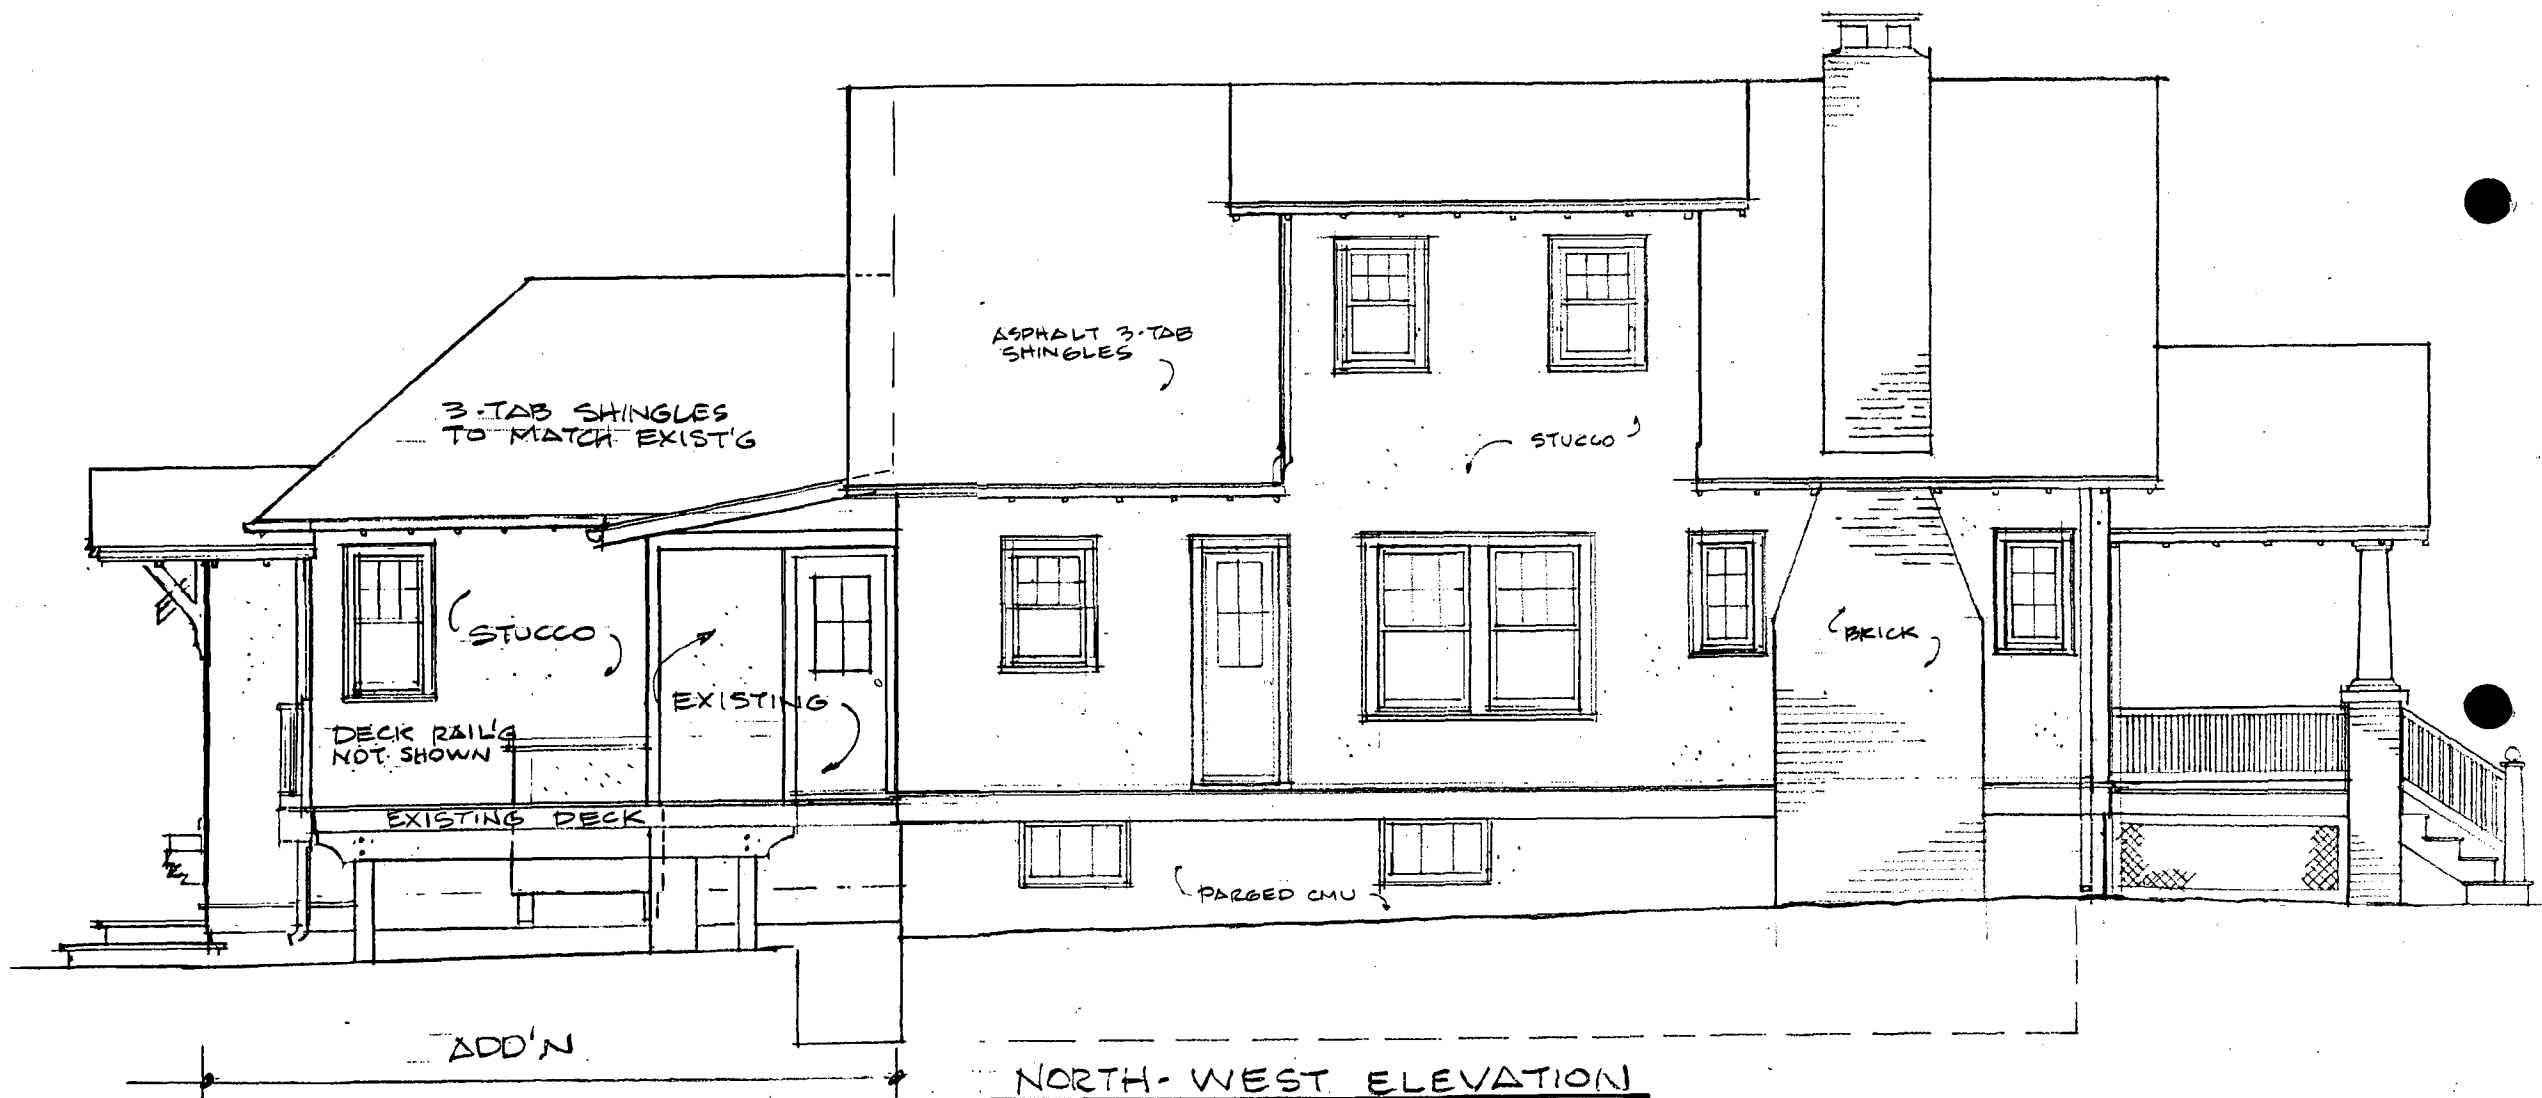 ASPHALT 3-TAB
SHINGLES
3-TAB SHINGLES
TO MATCH EXIST'G
STUCCO
STUCCO
BRICK
EXISTING
DECK RAIL'G
NOT SHOWN
EXISTING DECK
PARGED CMU
ADD'N
NORTH-WEST ELEVATION